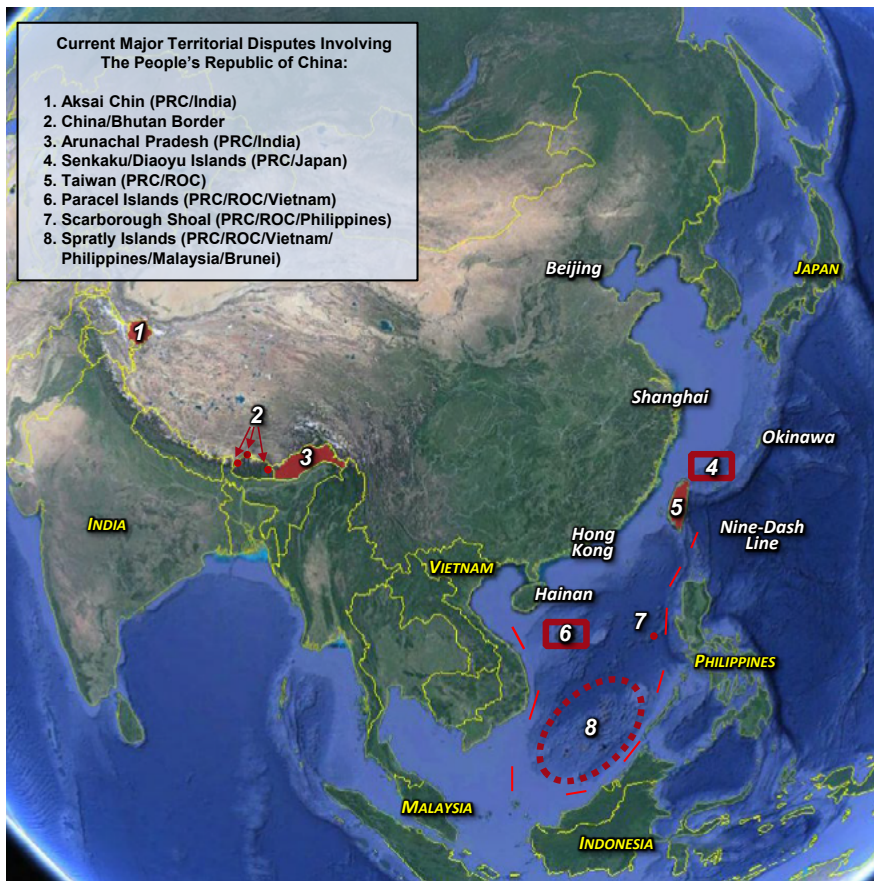 Current Major Territorial Disputes Involving
The People's Republic of China:
1. Aksai Chin (PRC/India)
2. China/Bhutan Border
3. Arunachal Pradesh (PRC/India)
4. Senkaku/Diaoyu Islands (PRC/Japan)
5. Taiwan (PRC/ROC)
6. Paracel Islands (PRC/ROC/Vietnam)
7. Scarborough Shoal (PRC/ROC/Philippines)
8. Spratly Islands (PRC/ROC/Vietnam/
Philippines/Malaysia/Brunei)
Beijing
JAPAN
1
Shanghai
2
Okinawa
3
4
5
INDIA
Hong
Kong
Nine-Dash
Line
VIETNAM
Hainan
6
7
PHILIPPINES
8
MALAYSIA
INDONESIA